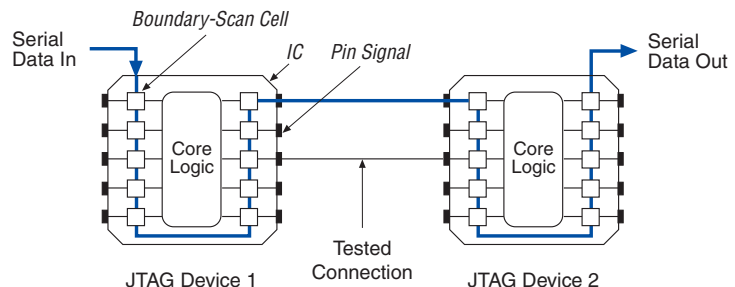 Boundary-Scan Cell
Serial
Data In
IC
Pin Signal
Serial
Data Out
Core
Logic
Core
Logic
Tested
Connection
JTAG Device 1
JTAG Device 2